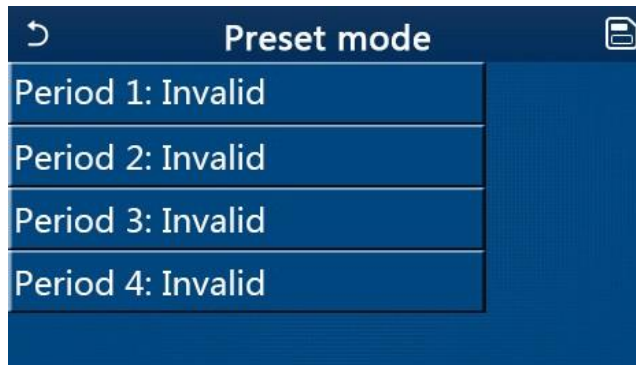 Preset mode
Period 1: Invalid
Period 2: Invalid
Period 3: Invalid
Period 4: Invalid